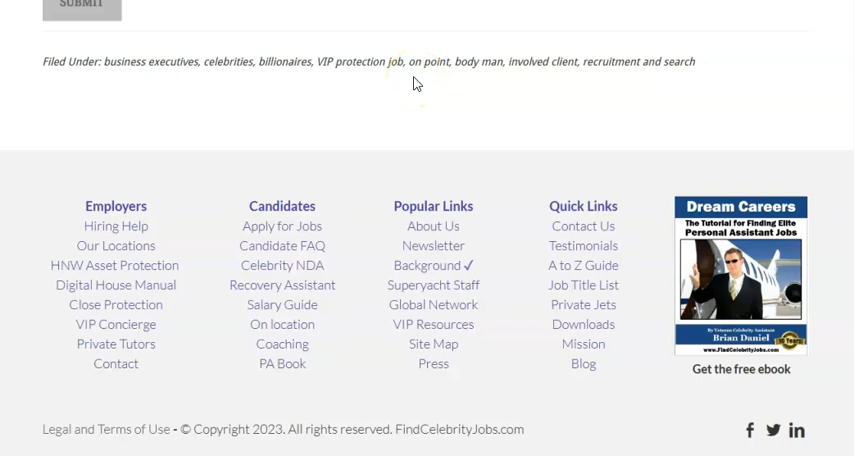 SUBMIT
Filed Under: business executives, celebrities, billionaires, VIP protection job, on point, body man, involved client, recruitment and search
Employers
Hiring Help
Our Locations
HNW Asset Protection
Digital House Manual
Close Protection
VIP Concierge
Private Tutors
Contact
Candidates
Apply for Jobs
Candidate FAQ
Celebrity NDA
Recovery Assistant
Salary Guide
On location
Coaching
PA Book
Popular Links
About Us
Newsletter
Background ✓
Superyacht Staff
Global Network
VIP Resources
Site Map
Press
Quick Links
Contact Us
Testimonials
A to Z Guide
Job Title List
Private Jets
Downloads
Mission
Blog
Dream Careers
The Tutorial for Finding Elite
Personal Assistant Jobs
By Veteran Celebrity Assistant
Brian Daniel
www.FindCelebrityJobs.com
Get the free ebook
Legal and Terms of Use - © Copyright 2023. All rights reserved. FindCelebrityJobs.com